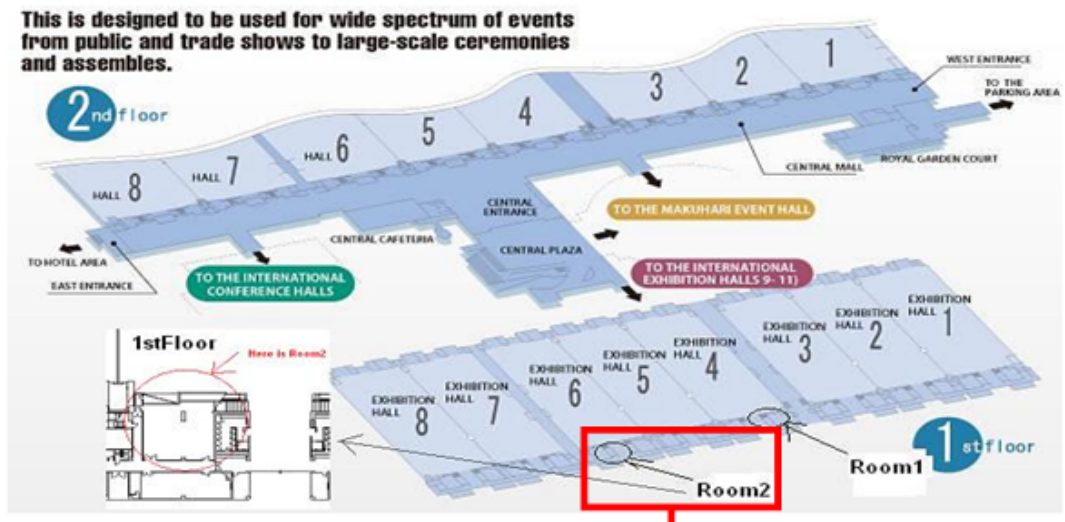 This is designed to be used for wide spectrum of events
from public and trade shows to large-scale ceremonies
and assembles.
2nd floor
1
2
3
4
5
HALL 6
HALL 7
HALL 8
WEST ENTRANCE
TO THE
PARKING AREA
ROYAL GARDEN COURT
CENTRAL MALL
CENTRAL
ENTRANCE
TO THE MAKUHARI EVENT HALL
CENTRAL CAFETERIA
CENTRAL PLAZA
TO HOTEL AREA
EAST ENTRANCE
TO THE INTERNATIONAL
CONFERENCE HALLS
TO THE INTERNATIONAL
EXHIBITION HALLS 9- 11)
EXHIBITION
HALL 1
EXHIBITION
HALL 2
EXHIBITION
HALL 3
EXHIBITION
HALL 4
EXHIBITION
HALL 5
EXHIBITION
HALL 6
EXHIBITION
HALL 7
EXHIBITION
HALL 8
1stFloor
Here is Room2
1st floor
Room1
Room2